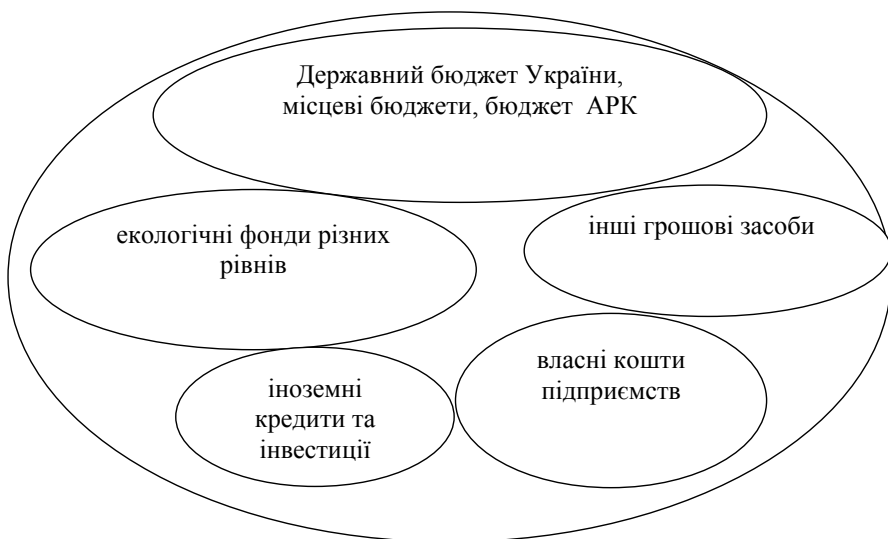 Державний бюджет України,
місцеві бюджети, бюджет АРК
екологічні фонди різних
рівнів
інші грошові засоби
іноземні
кредити та
інвестиції
власні кошти
підприємств